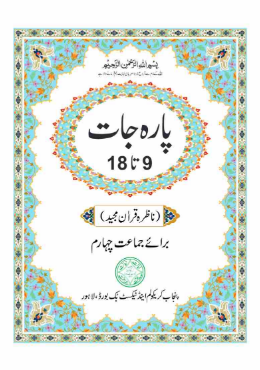 بسم اللہ الرحمٰن الرحیم
پارہ جات
9 تا 18
(ناظرہ قرآن مجید)
برائے جماعت چہارم
پنجاب کریکولم اینڈ ٹیکسٹ بک بورڈ، لاہور